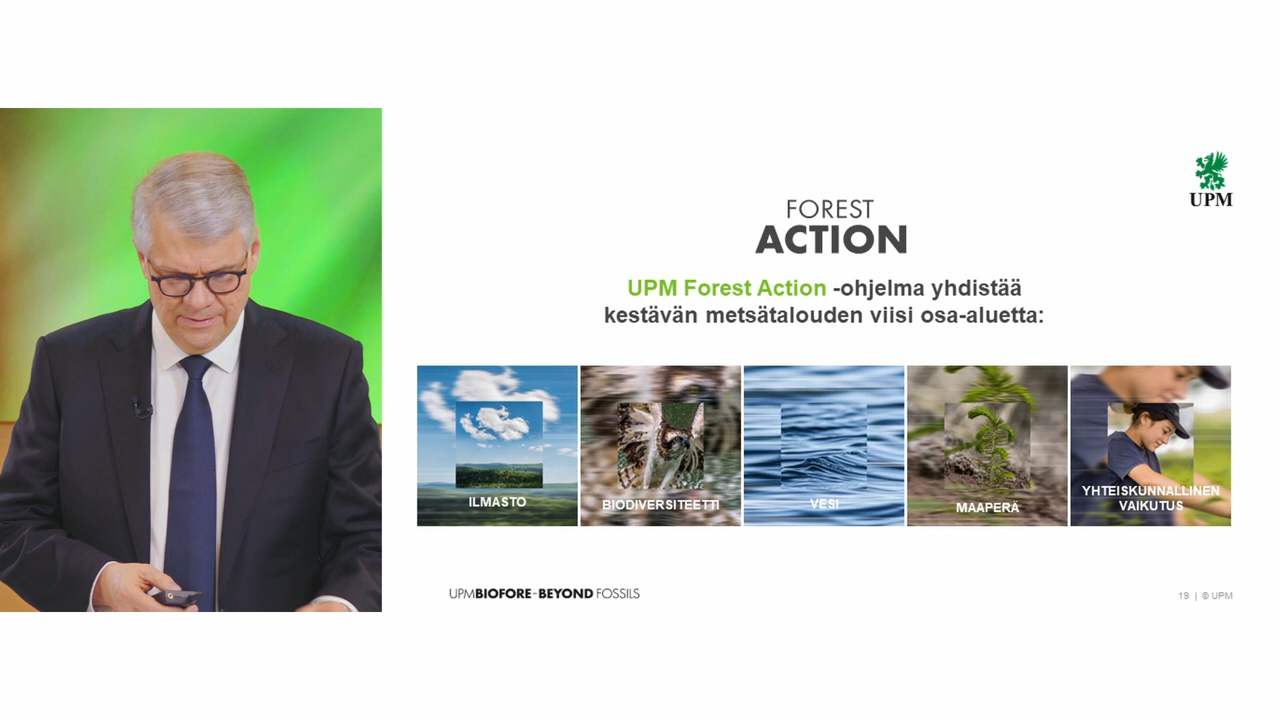 UPM
FOREST
ACTION
UPM Forest Action -ohjelma yhdistää
kestävän metsätalouden viisi osa-aluetta:
ILMASTO
BIODIVERSITEETTI
VESI
MAAPERÄ
YHTEISKUNNALLINEN
VAIKUTUS
UPMBIOFORE–BEYOND FOSSILS
19 | © UPM